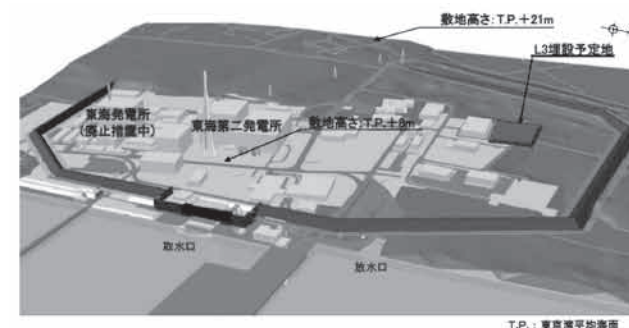 敷地高さ:T.P.+21m
L3埋設予定地
東海発電所
(廃止措置中)
東海第二発電所
敷地高さ:T.P.+8m
取水口
放水口
T.P.:東京湾平均海面